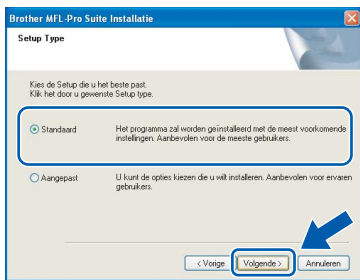 Brother MFL-Pro Suite Installatie
Setup Type
Kies de Setup die u het beste past.
Klik het door u gewenste Setup type.
Standaard
Het programma zal worden geïnstalleerd met de meest voorkomende
instellingen. Aanbevolen voor de meeste gebruikers.
Aangepast
U kunt de opties kiezen die u wilt installeren. Aanbevolen voor ervaren
gebruikers.
< Vorige
Volgende >
Annuleren